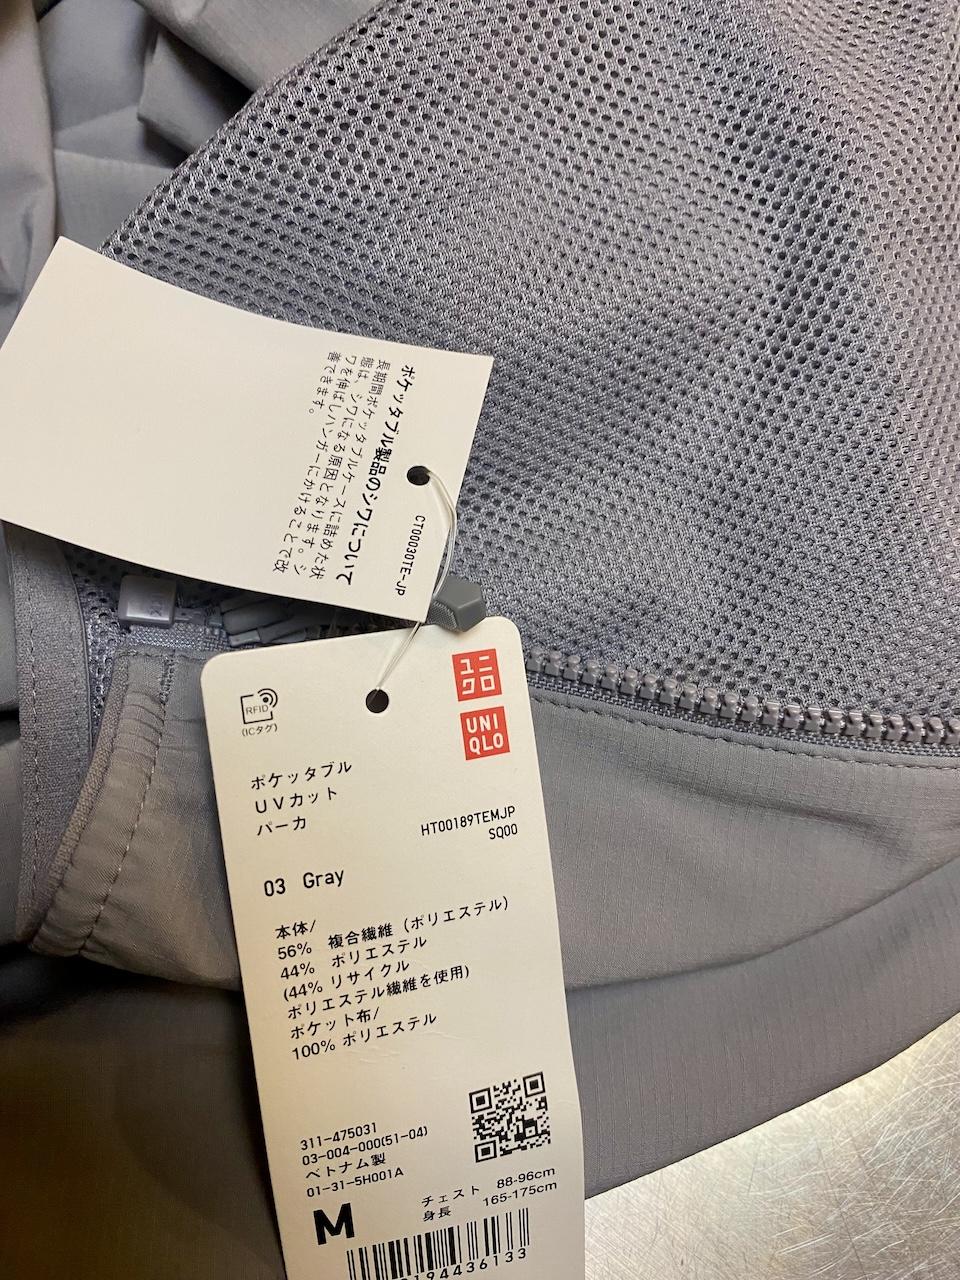 ポケッタブル製品のシワについて
長期間ポケッタブルケースに詰めた状
態は、シワになる原因となります。シ
ワを伸ばしハンガーにかけることで改
善できます。
CT00030TE-JP
RFID
(ICタグ)
ユニ
クロ
UNI
QLO
ポケッタブル
UVカット
パーカ
HT00189TEMJP
SQ00
03 Gray
本体/
56% 複合繊維 (ポリエステル)
44% ポリエステル
(44% リサイクル
ポリエステル繊維を使用)
ポケット布/
100% ポリエステル
311-475031
03-004-000(51-04)
ベトナム製
01-31-5H001A
M
チェスト 88-96cm
身長 165-175cm
194436133